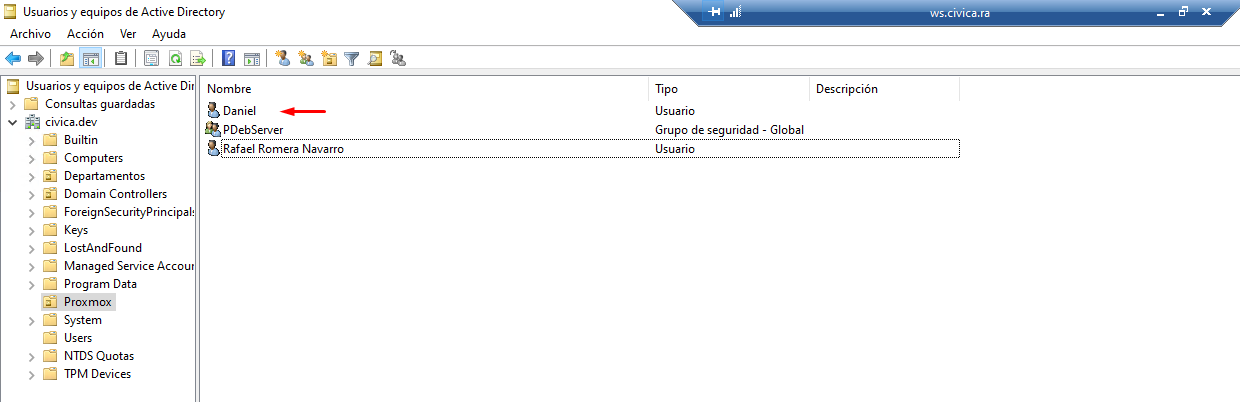 Usuarios y equipos de Active Directory
ws.civica.ra
Archivo Acción Ver Ayuda
Usuarios y equipos de Active Dir
Consultas guardadas
civica.dev
Builtin
Computers
Departamentos
Domain Controllers
ForeignSecurityPrincipals
Keys
LostAndFound
Managed Service Accour
Program Data
Proxmox
System
Users
NTDS Quotas
TPM Devices
Nombre Tipo Descripción
Daniel Usuario
PDebServer Grupo de seguridad - Global
Rafael Romera Navarro Usuario